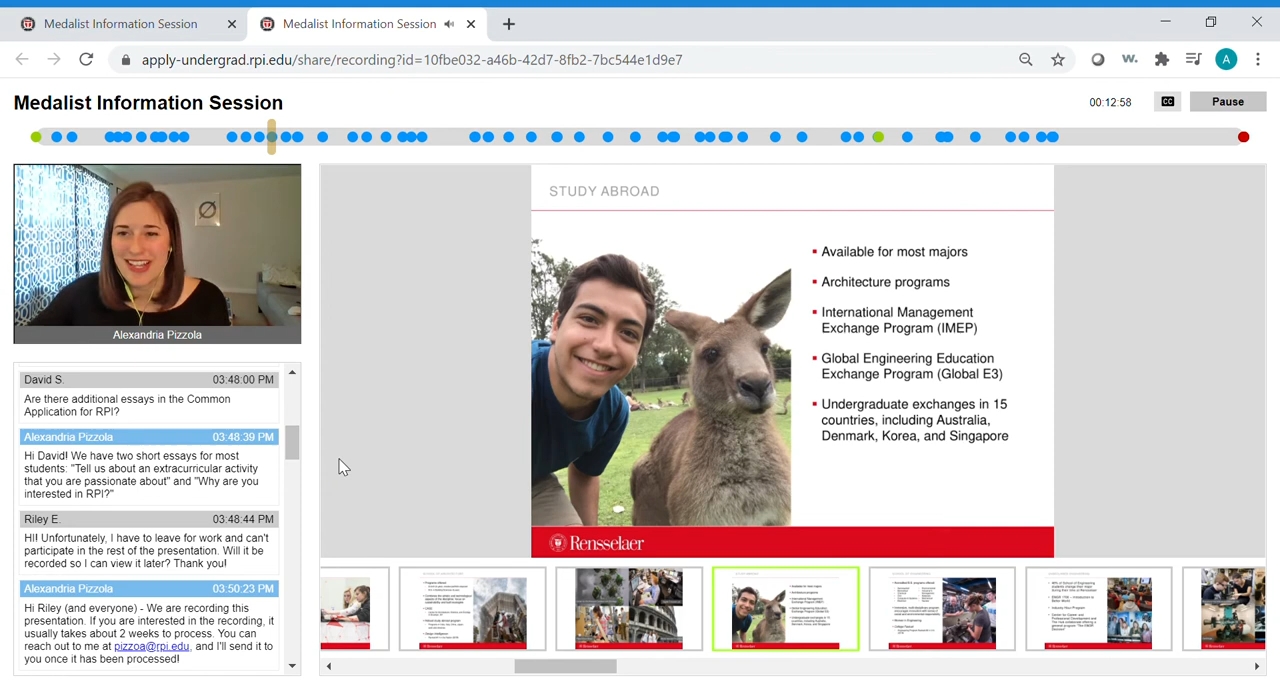 Medalist Information Session
Medalist Information Session
apply-undergrad.rpi.edu/share/recording?id=10fbe032-a46b-42d7-8fb2-7bc544e1d9e7
w.
A
Medalist Information Session
00:12:58
CC
Pause
Alexandria Pizzola
David S. 03:48:00 PM
Are there additional essays in the Common
Application for RPI?
Alexandria Pizzola 03:48:39 PM
Hi David! We have two short essays for most
students: "Tell us about an extracurricular activity
that you are passionate about" and "Why are you
interested in RPI?"
Riley E. 03:48:44 PM
HI! Unfortunately, I have to leave for work and can't
participate in the rest of the presentation. Will it be
recorded so I can view it later? Thank you!
Alexandria Pizzola 03:50:23 PM
Hi Riley (and everyone) - We are recording this
presentation. If you are interested in the recording, it
usually takes about 2 weeks to process. You can
reach out to me at pizzoa@rpi.edu, and I'll send it to
you once it has been processed!
STUDY ABROAD
Available for most majors
Architecture programs
International Management
Exchange Program (IMEP)
Global Engineering Education
Exchange Program (Global E3)
Undergraduate exchanges in 15
countries, including Australia,
Denmark, Korea, and Singapore
Rensselaer